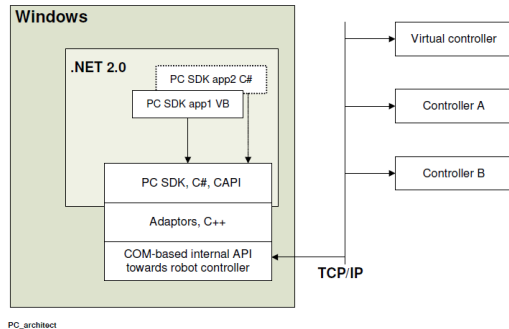 Windows
.NET 2.0
PC SDK app2 C#
PC SDK app1 VB
PC SDK, C#, CAPI
Adaptors, C++
COM-based internal API
towards robot controller
Virtual controller
Controller A
Controller B
TCP/IP
PC_architect